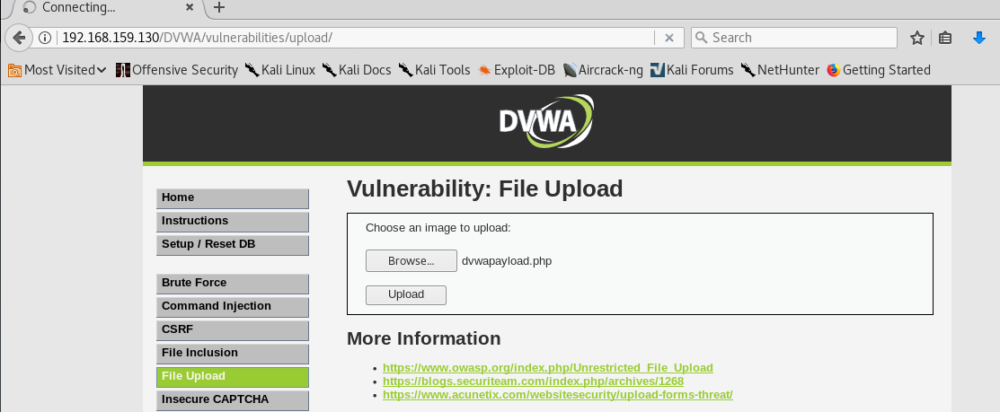 Connecting...
192.168.159.130/DVWA/vulnerabilities/upload/
Search
Most Visited Offensive Security Kali Linux Kali Docs Kali Tools Exploit-DB Aircrack-ng Kali Forums NetHunter Getting Started
DVWA
Home
Instructions
Setup / Reset DB
Brute Force
Command Injection
CSRF
File Inclusion
File Upload
Insecure CAPTCHA
Vulnerability: File Upload
Choose an image to upload:
Browse... dvwapayload.php
Upload
More Information
https://www.owasp.org/index.php/Unrestricted_File_Upload
https://blogs.securiteam.com/index.php/archives/1268
https://www.acunetix.com/websitesecurity/upload-forms-threat/